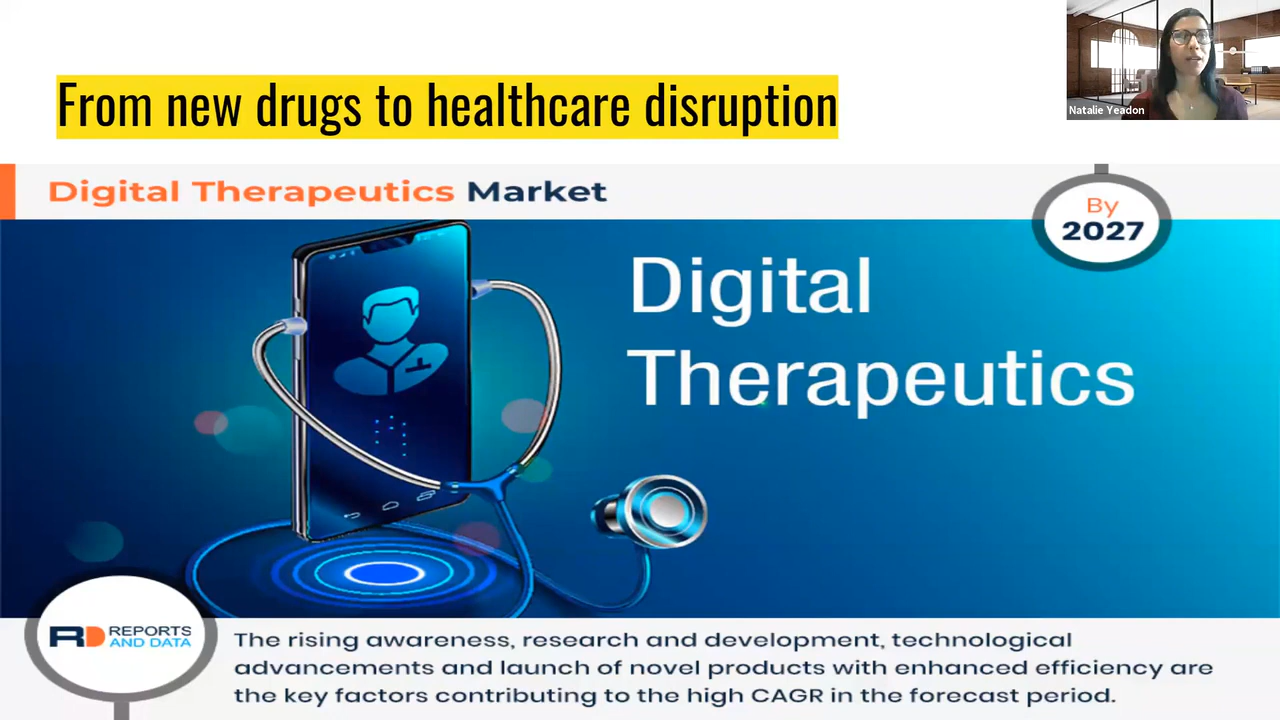 From new drugs to healthcare disruption
Natalie Yeadon
Digital Therapeutics Market
By
2027
Digital
Therapeutics
RD REPORTS
AND DATA
The rising awareness, research and development, technological
advancements and launch of novel products with enhanced efficiency are
the key factors contributing to the high CAGR in the forecast period.